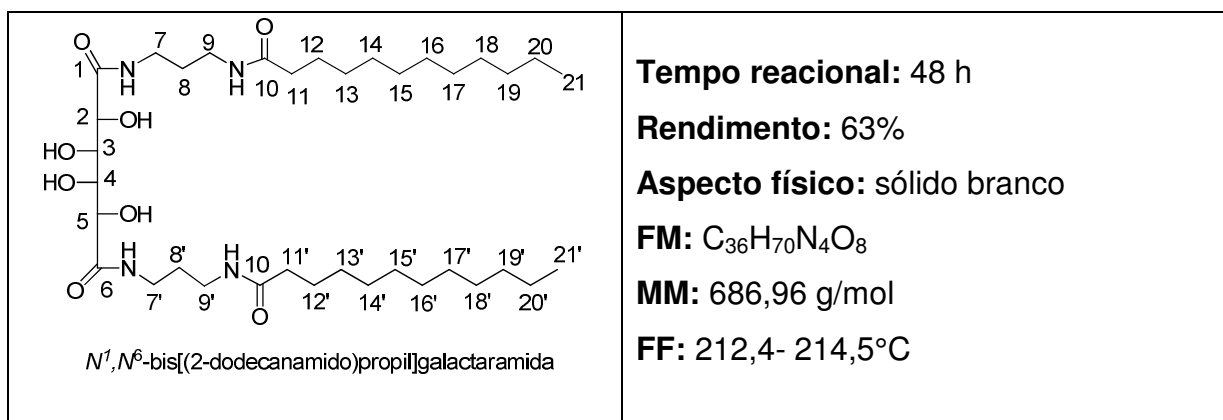 O
7
9
O
12
14
16
18
20
1
N
H
8
N
H
10
11
13
15
17
19
21
2
OH
HO
3
HO
4
5
OH
8'
H
N
10
11'
13'
15'
17'
19'
21'
O
6
N
H
7'
9'
O
12'
14'
16'
18'
20'
N¹,N⁶-bis[(2-dodecanamido)propil]galactaramida
Tempo reacional: 48 h
Rendimento: 63%
Aspecto físico: sólido branco
FM: C₃₆H₇₀N₄O₈
MM: 686,96 g/mol
FF: 212,4- 214,5°C